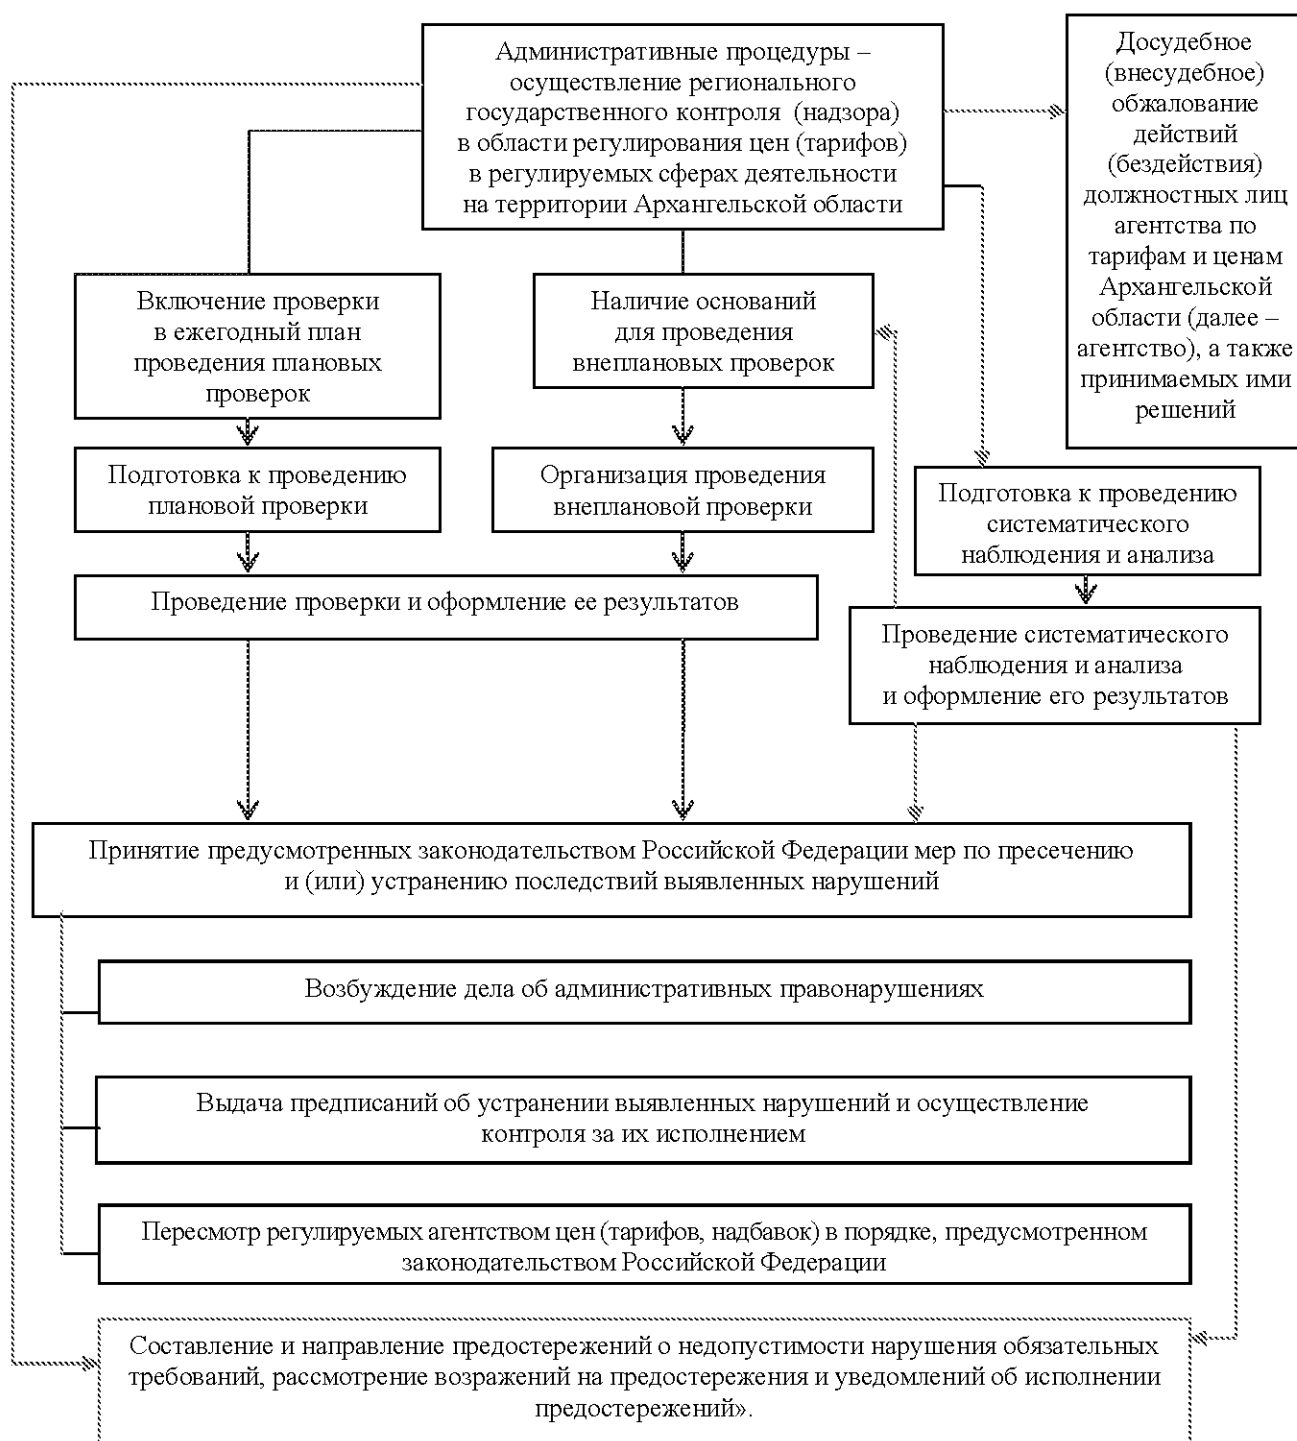 Административные процедуры –
осуществление регионального
государственного контроля (надзора)
в области регулирования цен (тарифов)
в регулируемых сферах деятельности
на территории Архангельской области
Досудебное
(внесудебное)
обжалование
действий
(бездействия)
должностных лиц
агентства по
тарифам и ценам
Архангельской
области (далее –
агентство), а также
принимаемых ими
решений
Включение проверки
в ежегодный план
проведения плановых
проверок
Наличие оснований
для проведения
внеплановых проверок
Подготовка к проведению
плановой проверки
Организация проведения
внеплановой проверки
Подготовка к проведению
систематического
наблюдения и анализа
Проведение проверки и оформление ее результатов
Проведение систематического
наблюдения и анализа
и оформление его результатов
Принятие предусмотренных законодательством Российской Федерации мер по пресечению
и (или) устранению последствий выявленных нарушений
Возбуждение дела об административных правонарушениях
Выдача предписаний об устранении выявленных нарушений и осуществление
контроля за их исполнением
Пересмотр регулируемых агентством цен (тарифов, надбавок) в порядке, предусмотренном
законодательством Российской Федерации
Составление и направление предостережений о недопустимости нарушения обязательных
требований, рассмотрение возражений на предостережения и уведомлений об исполнении
предостережений».